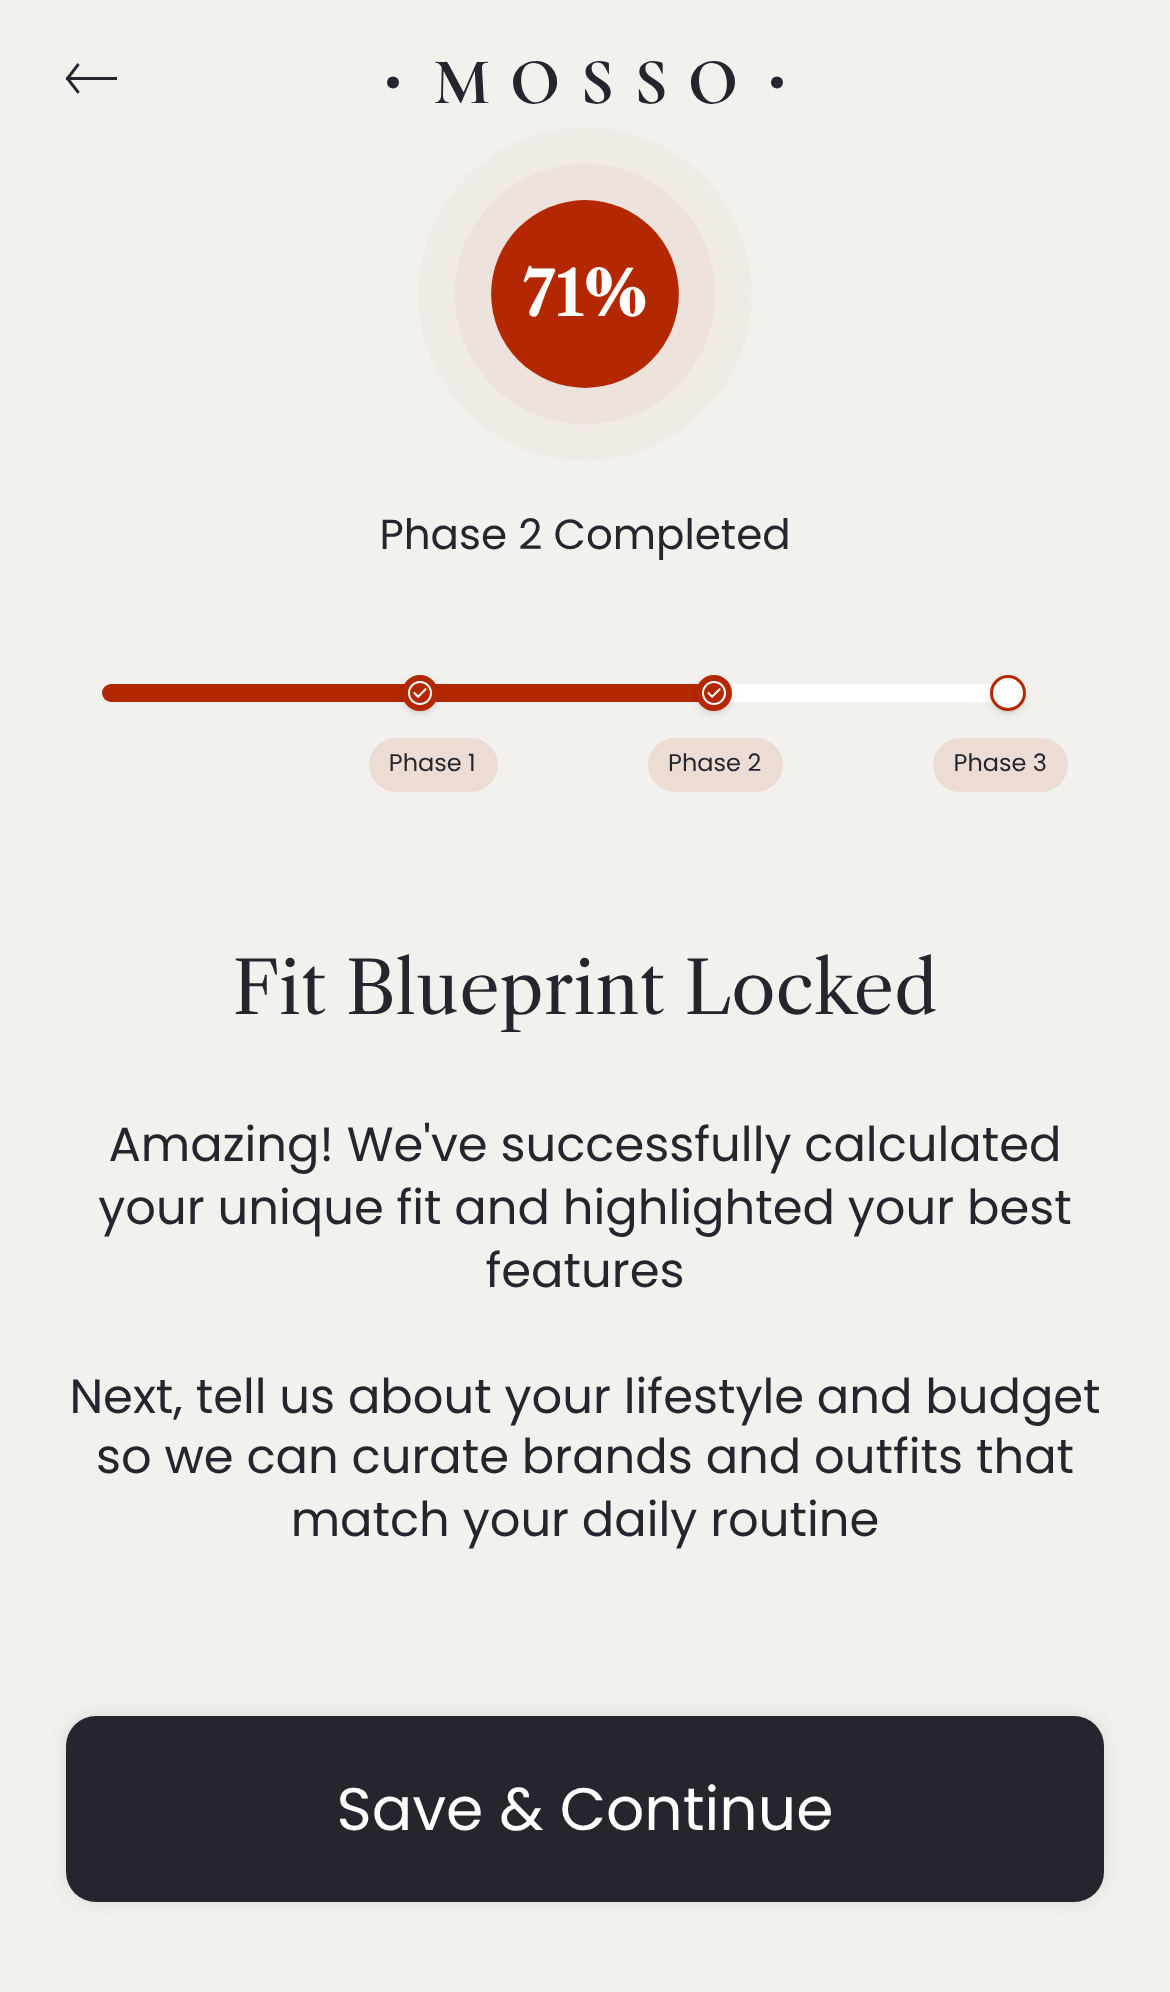 • MOSSO •
71%
Phase 2 Completed
Phase 1
Phase 2
Phase 3
Fit Blueprint Locked
Amazing! We've successfully calculated
your unique fit and highlighted your best
features
Next, tell us about your lifestyle and budget
so we can curate brands and outfits that
match your daily routine
Save & Continue